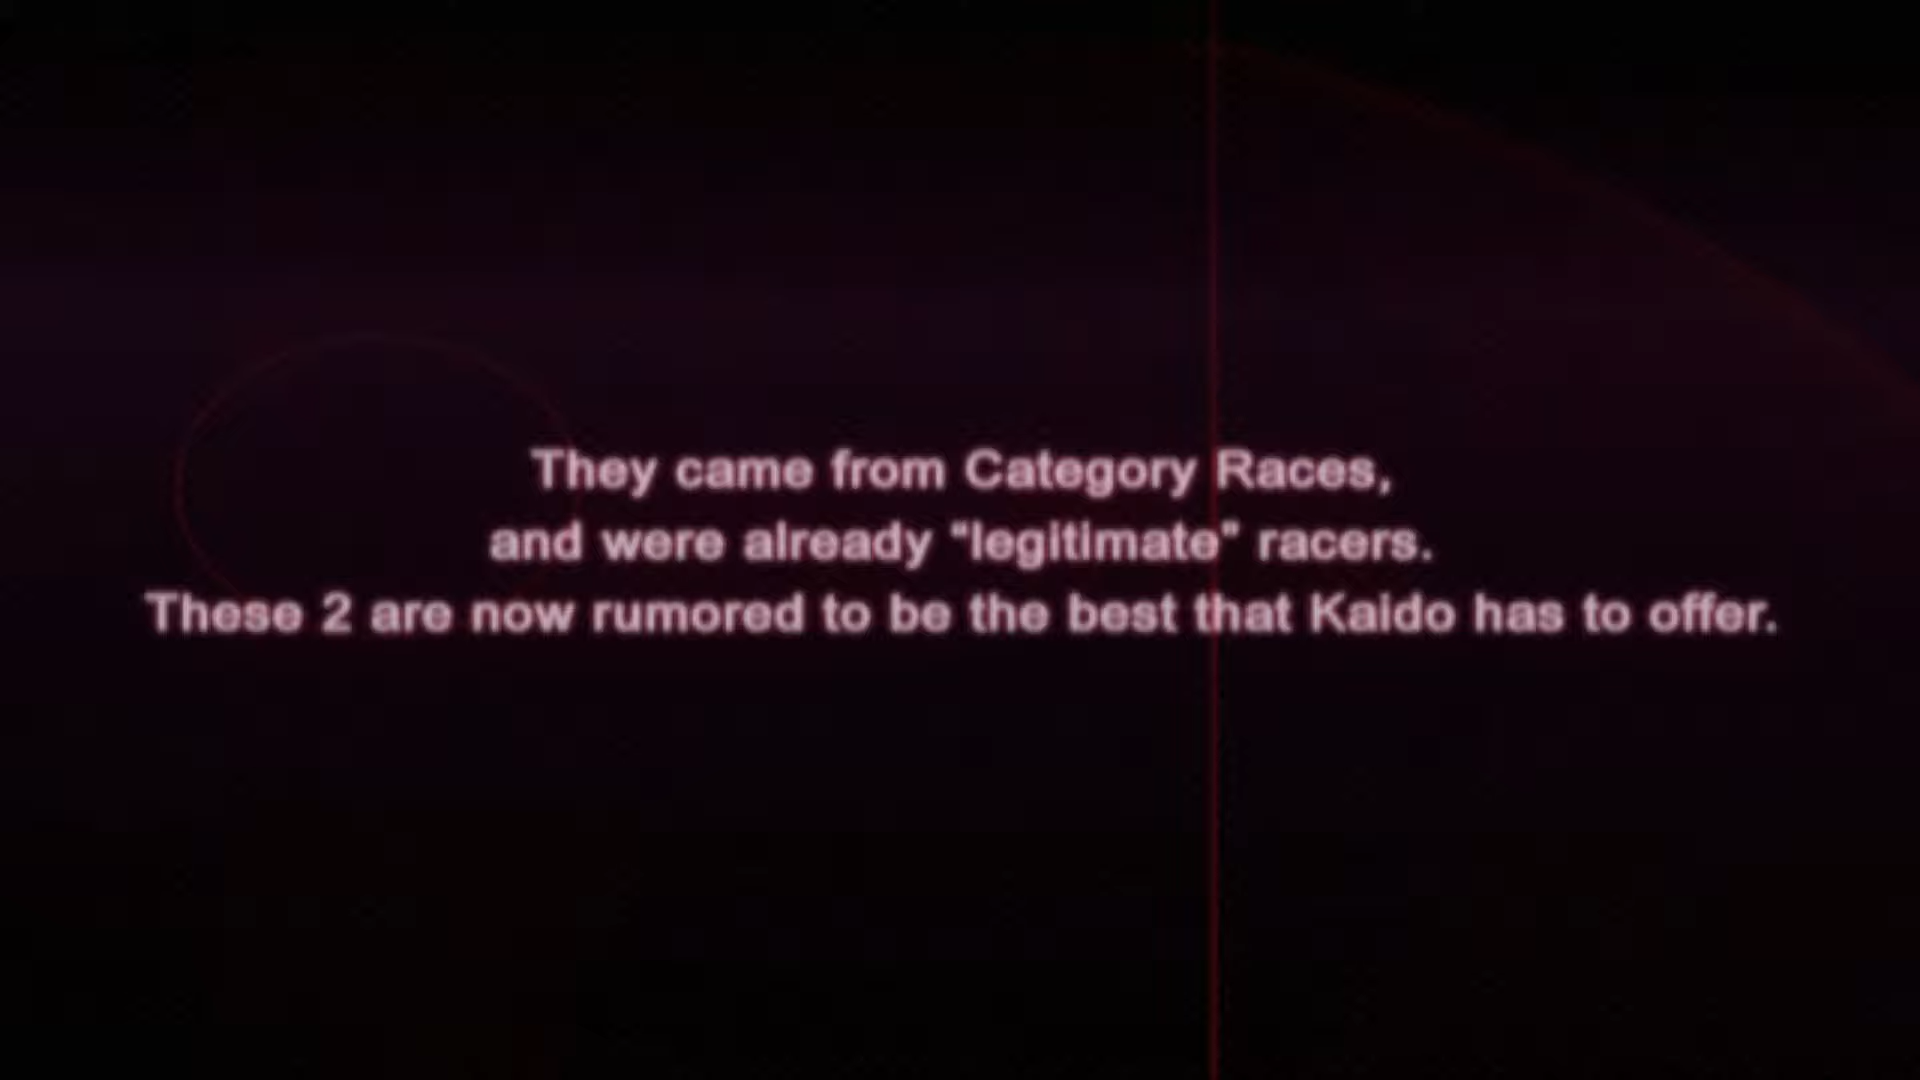 They came from Category Races,
and were already "legitimate" racers.
These 2 are now rumored to be the best that Kaido has to offer.